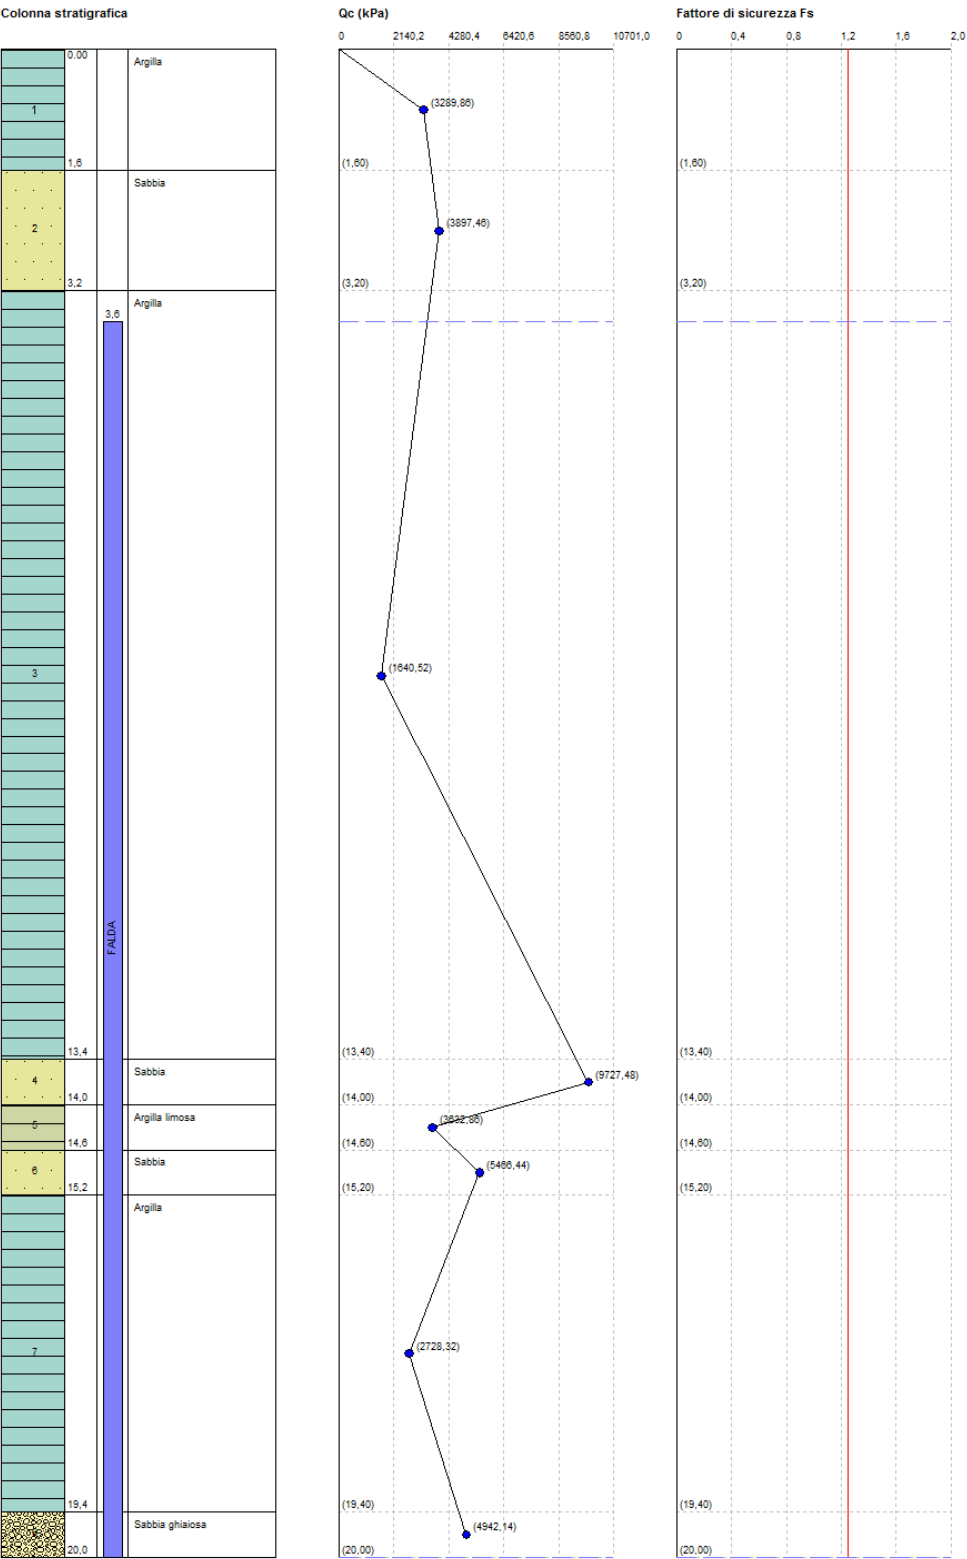 Colonna stratigrafica
Qc (kPa)
Fattore di sicurezza Fs
0 2140,2 4280,4 6420,6 8560,8 10701,0
0 0,4 0,8 1,2 1,6 2,0
0.00
Argilla
1
(3289,86)
1,6
(1,60)
(1,60)
Sabbia
2
(3897,46)
3,2
(3,20)
(3,20)
Argilla
3,6
3
(1640,52)
FALDA
13,4
(13,40)
(13,40)
Sabbia
4
(9727,48)
14,0
(14,00)
(14,00)
Argilla limosa
5
(3632,86)
14,6
(14,60)
(14,60)
Sabbia
6
(5466,44)
15,2
(15,20)
(15,20)
Argilla
7
(2728,32)
19,4
(19,40)
(19,40)
Sabbia ghiaiosa
(4942,14)
20,0
(20,00)
(20,00)